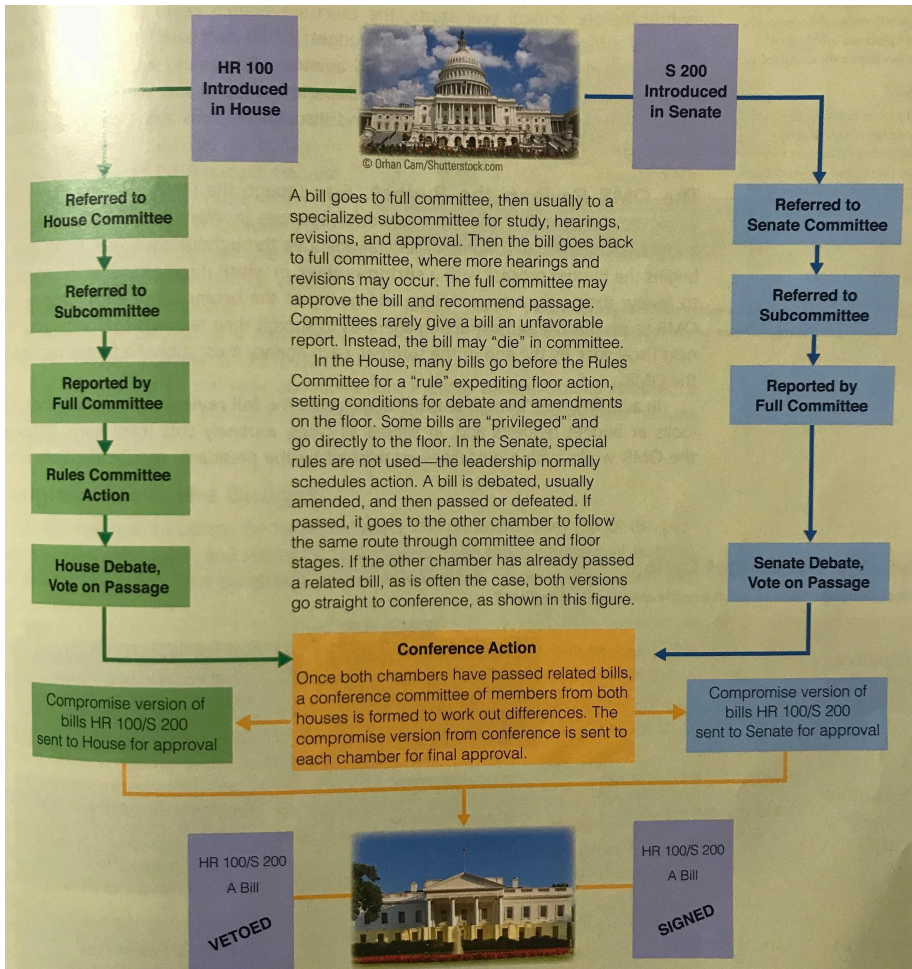 HR 100
Introduced
in House
S 200
Introduced
in Senate
© Orhan Cam/Shutterstock.com
Referred to
House Committee
Referred to
Subcommittee
Reported by
Full Committee
Rules Committee
Action
House Debate,
Vote on Passage
A bill goes to full committee, then usually to a
specialized subcommittee for study, hearings,
revisions, and approval. Then the bill goes back
to full committee, where more hearings and
revisions may occur. The full committee may
approve the bill and recommend passage.
Committees rarely give a bill an unfavorable
report. Instead, the bill may “die” in committee.
In the House, many bills go before the Rules
Committee for a “rule” expediting floor action,
setting conditions for debate and amendments
on the floor. Some bills are “privileged” and
go directly to the floor. In the Senate, special
rules are not used—the leadership normally
schedules action. A bill is debated, usually
amended, and then passed or defeated. If
passed, it goes to the other chamber to follow
the same route through committee and floor
stages. If the other chamber has already passed
a related bill, as is often the case, both versions
go straight to conference, as shown in this figure.
Referred to
Senate Committee
Referred to
Subcommittee
Reported by
Full Committee
Senate Debate,
Vote on Passage
Conference Action
Once both chambers have passed related bills,
a conference committee of members from both
houses is formed to work out differences. The
compromise version from conference is sent to
each chamber for final approval.
Compromise version of
bills HR 100/S 200
sent to House for approval
Compromise version of
bills HR 100/S 200
sent to Senate for approval
HR 100/S 200
A Bill
VETOED
HR 100/S 200
A Bill
SIGNED